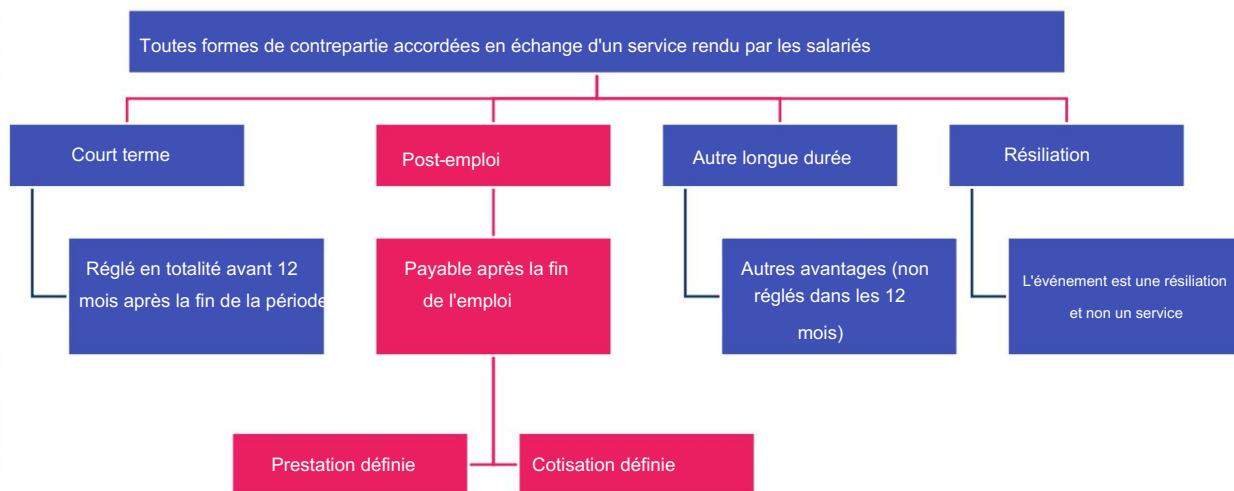 Toutes formes de contrepartie accordées en échange d'un service rendu par les salariés
Court terme
Post-emploi
Autre longue durée
Résiliation
Réglé en totalité avant 12
mois après la fin de la période
Payable après la fin
de l'emploi
Autres avantages (non
réglés dans les 12
mois)
L'événement est une résiliation
et non un service
Prestation définie
Cotisation définie